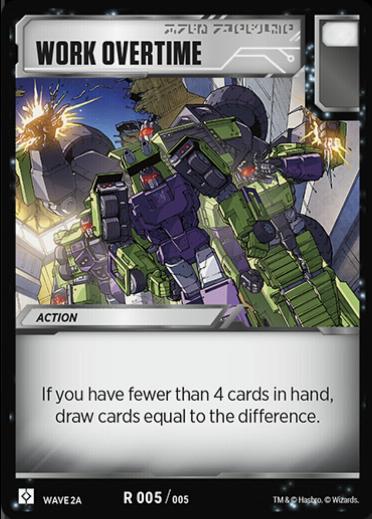 WORK OVERTIME
ACTION
If you have fewer than 4 cards in hand,
draw cards equal to the difference.
WAVE 2A
R 005/005
TM & © Hasbro. © Wizards.